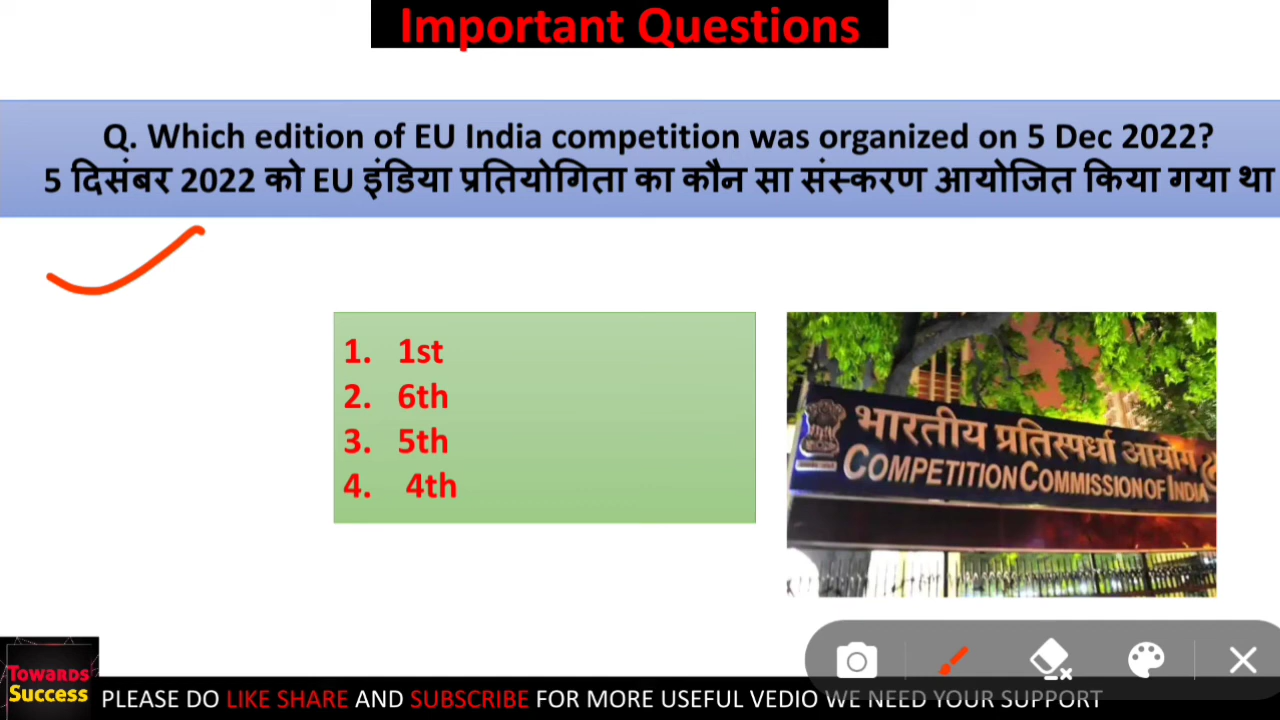 Important Questions
Q. Which edition of EU India competition was organized on 5 Dec 2022?
5 दिसंबर 2022 को EU इंडिया प्रतियोगिता का कौन सा संस्करण आयोजित किया गया था
1. 1st
2. 6th
3. 5th
4. 4th
भारतीय प्रतिस्पर्धा आयोग
COMPETITION COMMISSION OF INDIA
TOWARDS
SUCCESS
PLEASE DO LIKE SHARE AND SUBSCRIBE FOR MORE USEFUL VEDIO WE NEED YOUR SUPPORT